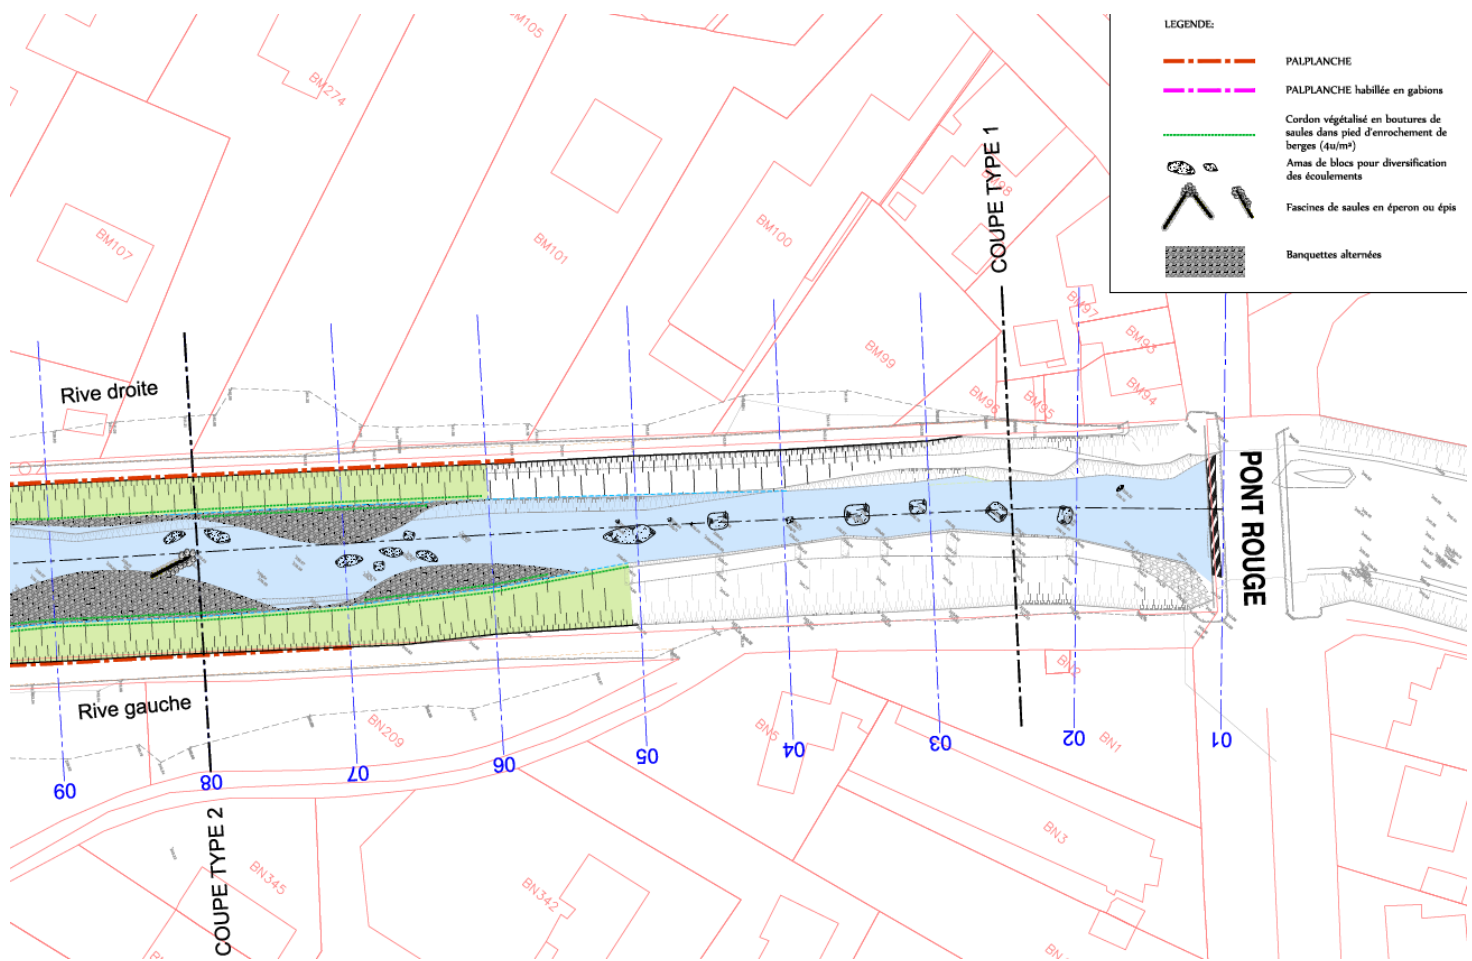 LEGENDE:
PALPLANCHE
PALPLANCHE habillée en gabions
Cordon végétalisé en boutures de
saules dans pied d'enrochement de
berges (4u/m²)
Amas de blocs pour diversification
des écoulements
Fascines de saules en éperon ou épis
Banquettes alternées
BM105
BM274
BM107
BM101
BM100
BM98
BM99
BM97
BM93
BM94
BM95
BM96
COUPE TYPE 1
Rive droite
PONT ROUGE
Rive gauche
BN209
BN5
BN2
BN1
BN3
BN345
BN342
09
08
07
06
05
04
03
02
01
COUPE TYPE 2